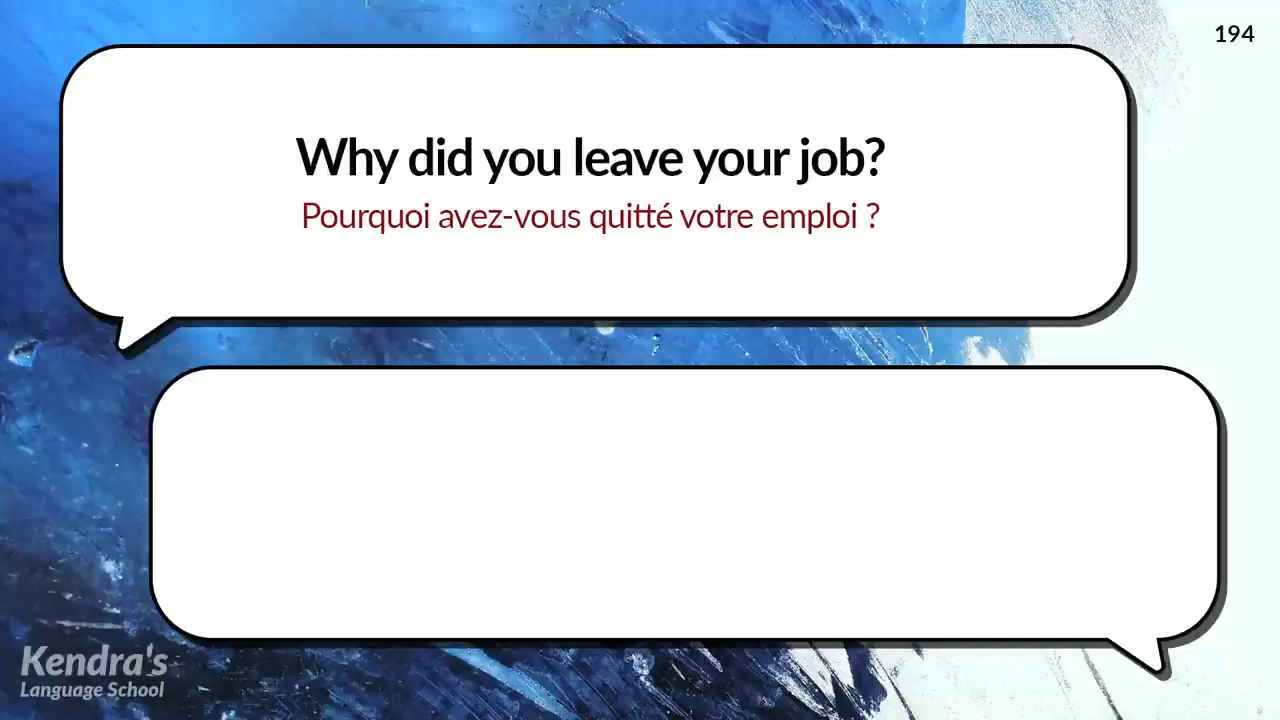 194
Why did you leave your job?
Pourquoi avez-vous quitté votre emploi ?
Kendra's
Language School